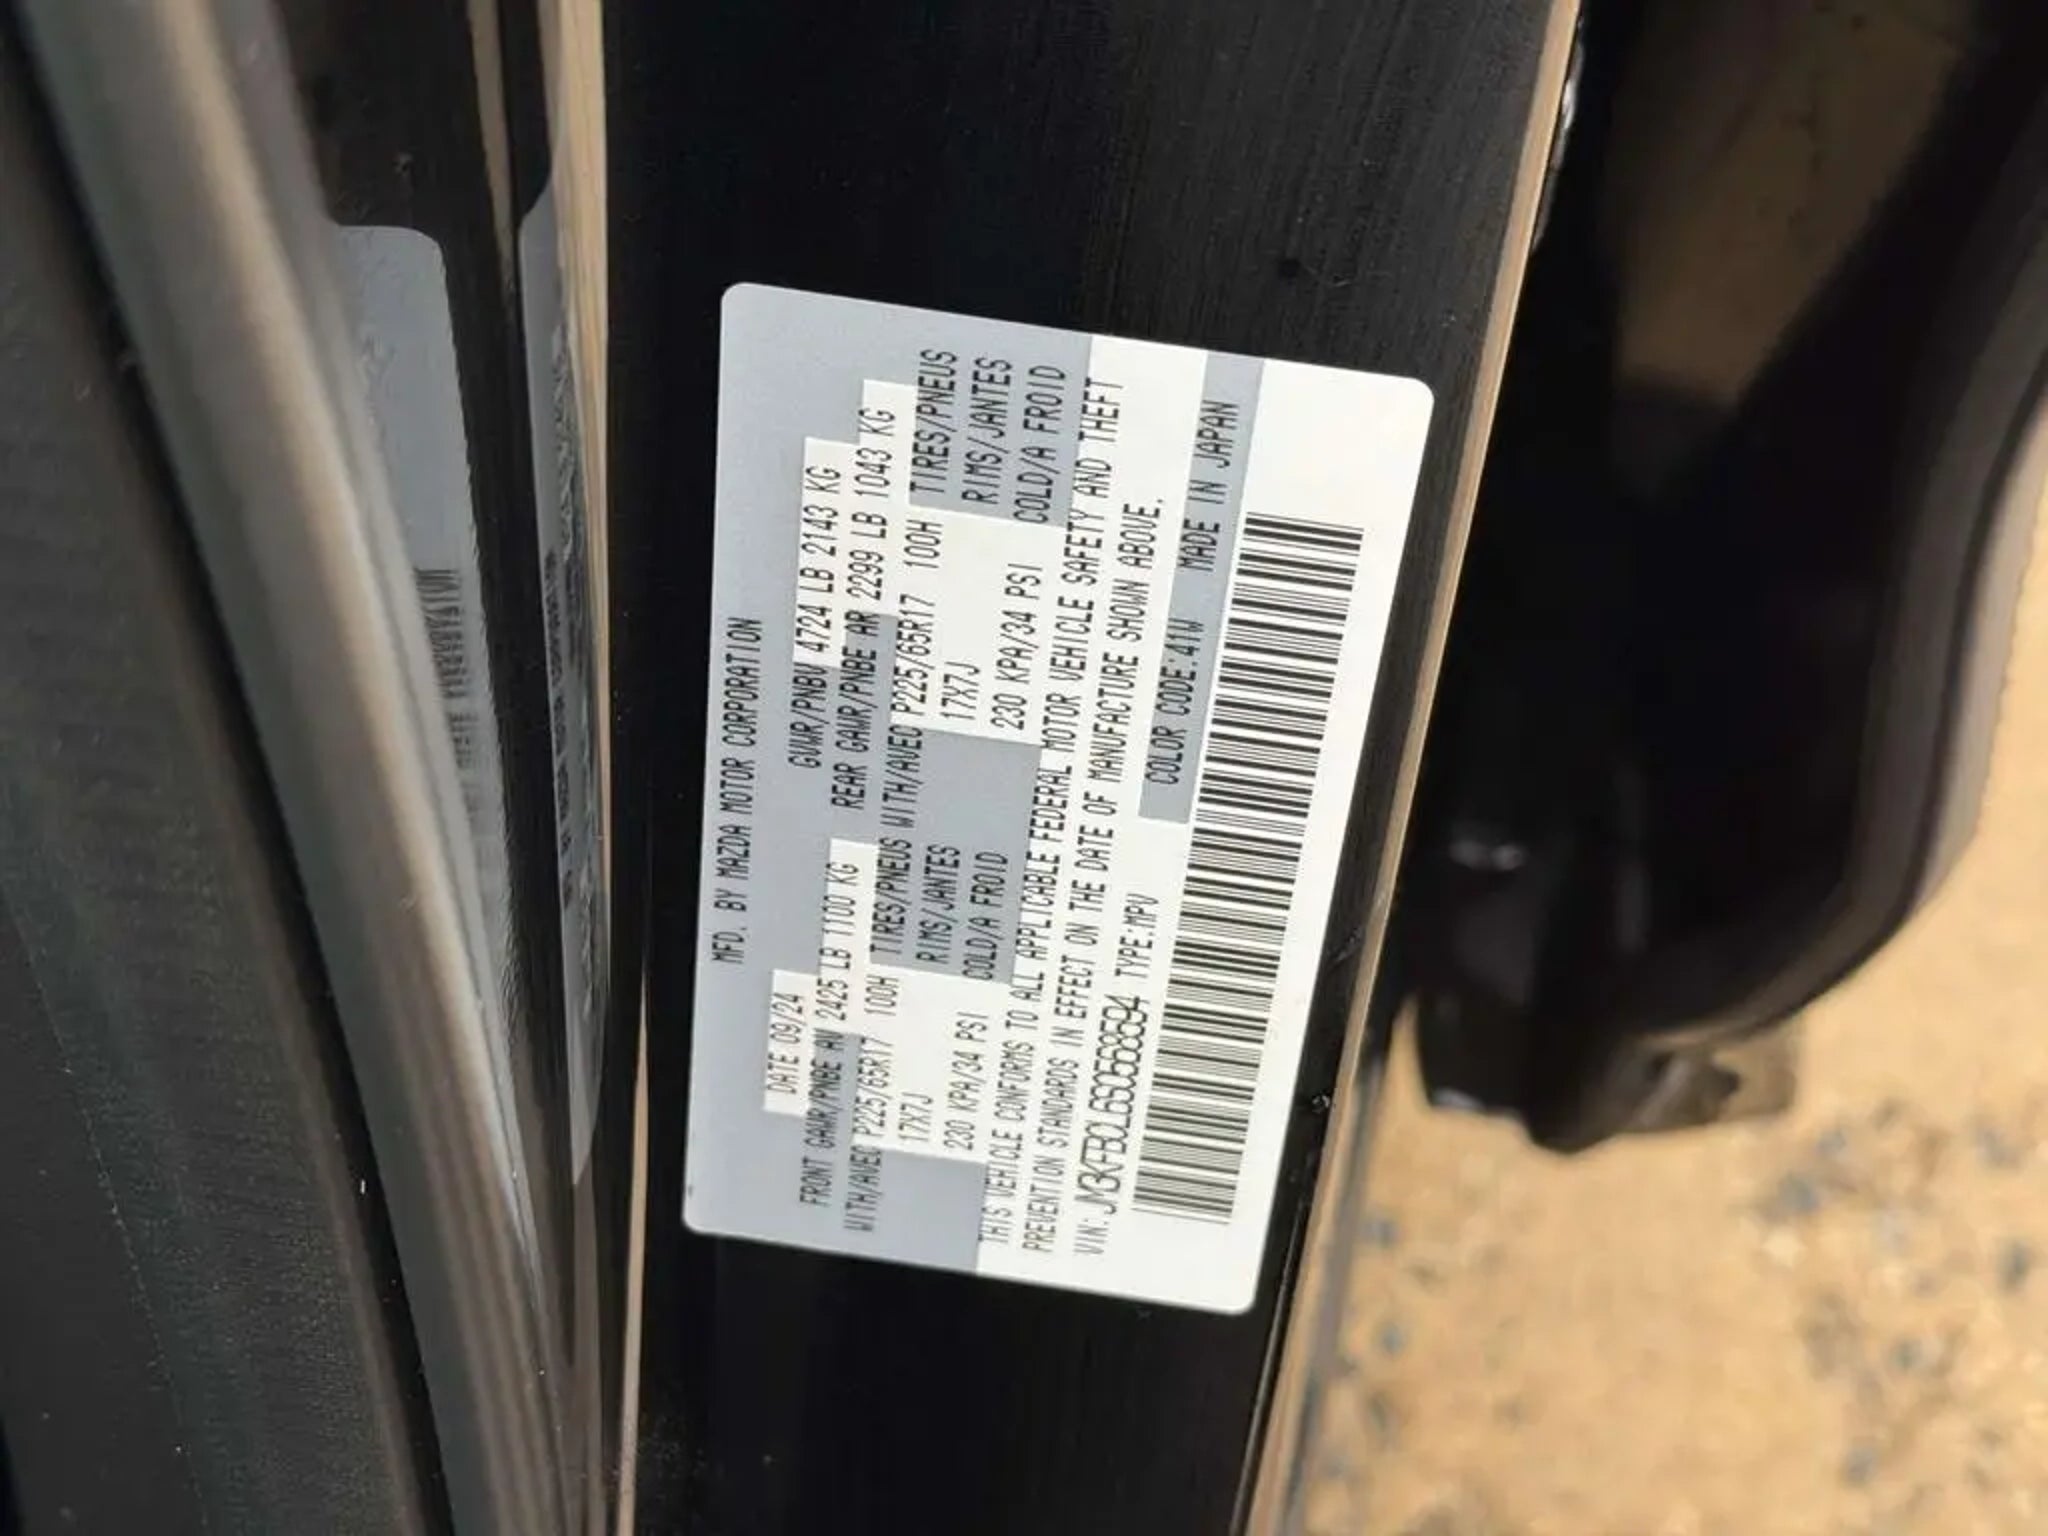 MFD. BY MAZDA MOTOR CORPORATION
DATE 09/24 GVWR/PNBV 4724 LB 2143 KG
FRONT GAWR/PNBE AV 2425 LB 1100 KG REAR GAWR/PNBE AR 2299 LB 1043 KG
WITH/AVEC P225/65R17 100H TIRES/PNEUS WITH/AVEC P225/65R17 100H TIRES/PNEUS
17X7J RIMS/JANTES 17X7J RIMS/JANTES
230 KPA/34 PSI COLD/A FROID 230 KPA/34 PSI COLD/A FROID
THIS VEHICLE CONFORMS TO ALL APPLICABLE FEDERAL MOTOR VEHICLE SAFETY AND THEFT
PREVENTION STANDARDS IN EFFECT ON THE DATE OF MANUFACTURE SHOWN ABOVE.
VIN: JM3KFBCL6S0568594 TYPE:MPV
COLOR CODE:41W MADE IN JAPAN